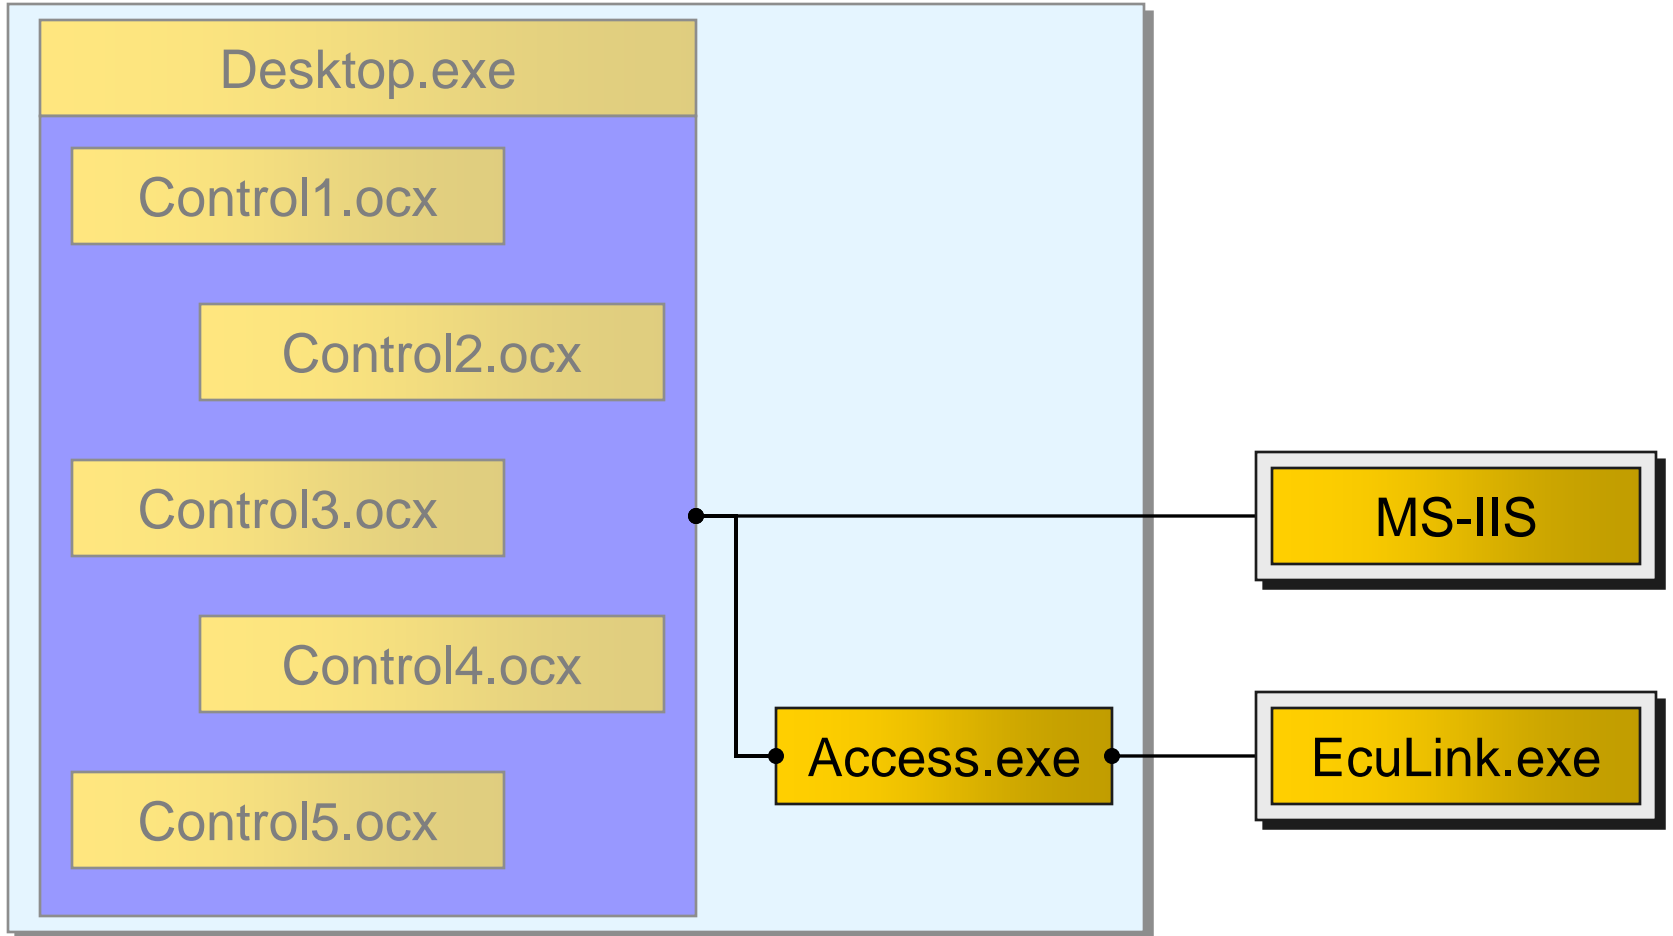 Desktop.exe
Control1.ocx
Control2.ocx
Control3.ocx
MS-IIS
Control4.ocx
Access.exe
EcuLink.exe
Control5.ocx